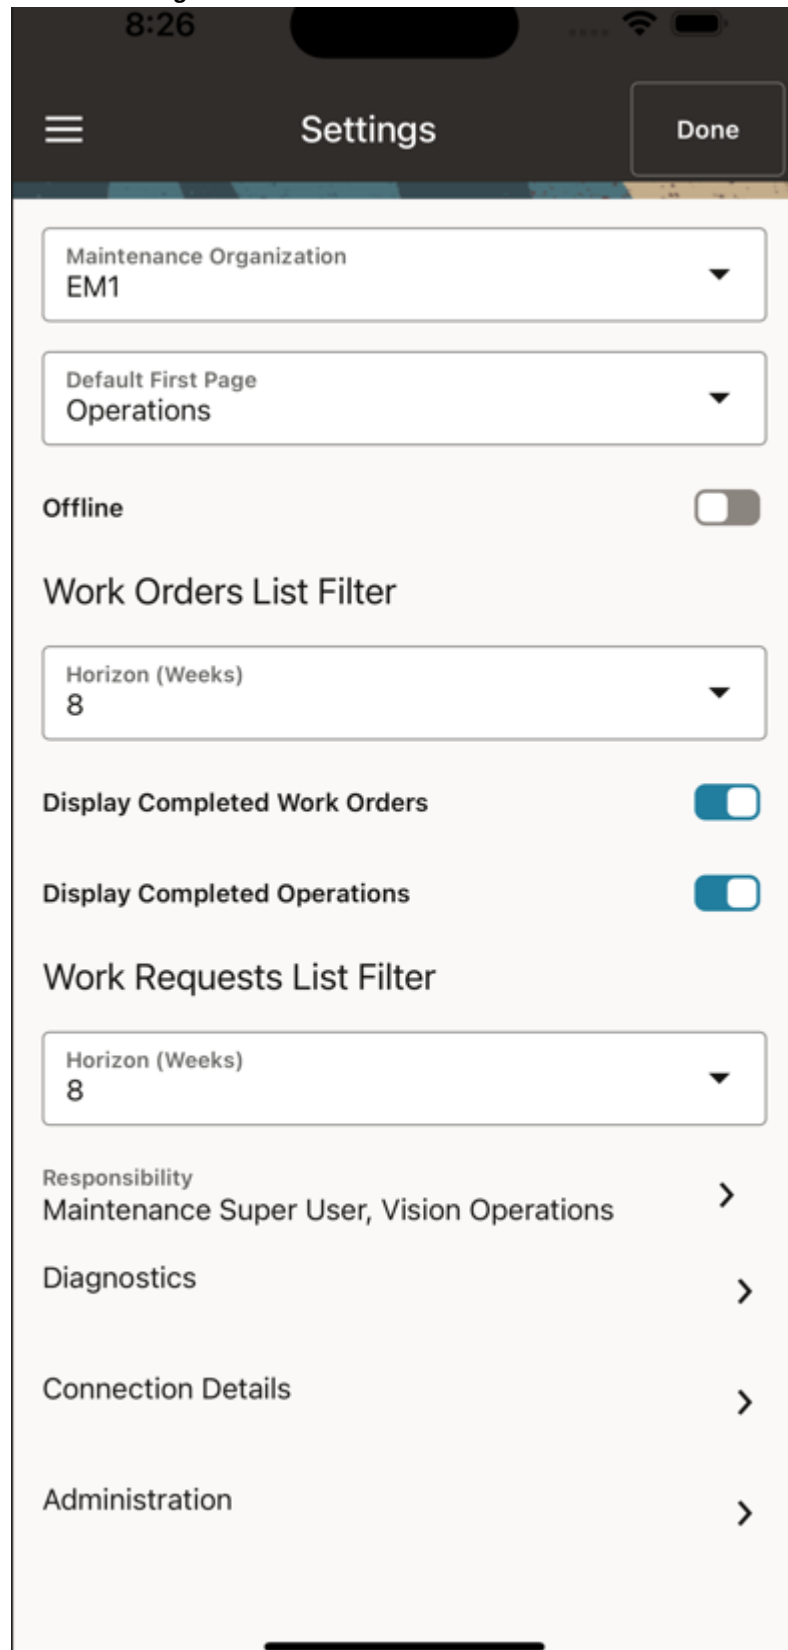 8:26
Settings
Done
Maintenance Organization
EM1
Default First Page
Operations
Offline
Work Orders List Filter
Horizon (Weeks)
8
Display Completed Work Orders
Display Completed Operations
Work Requests List Filter
Horizon (Weeks)
8
Responsibility
Maintenance Super User, Vision Operations
Diagnostics
Connection Details
Administration